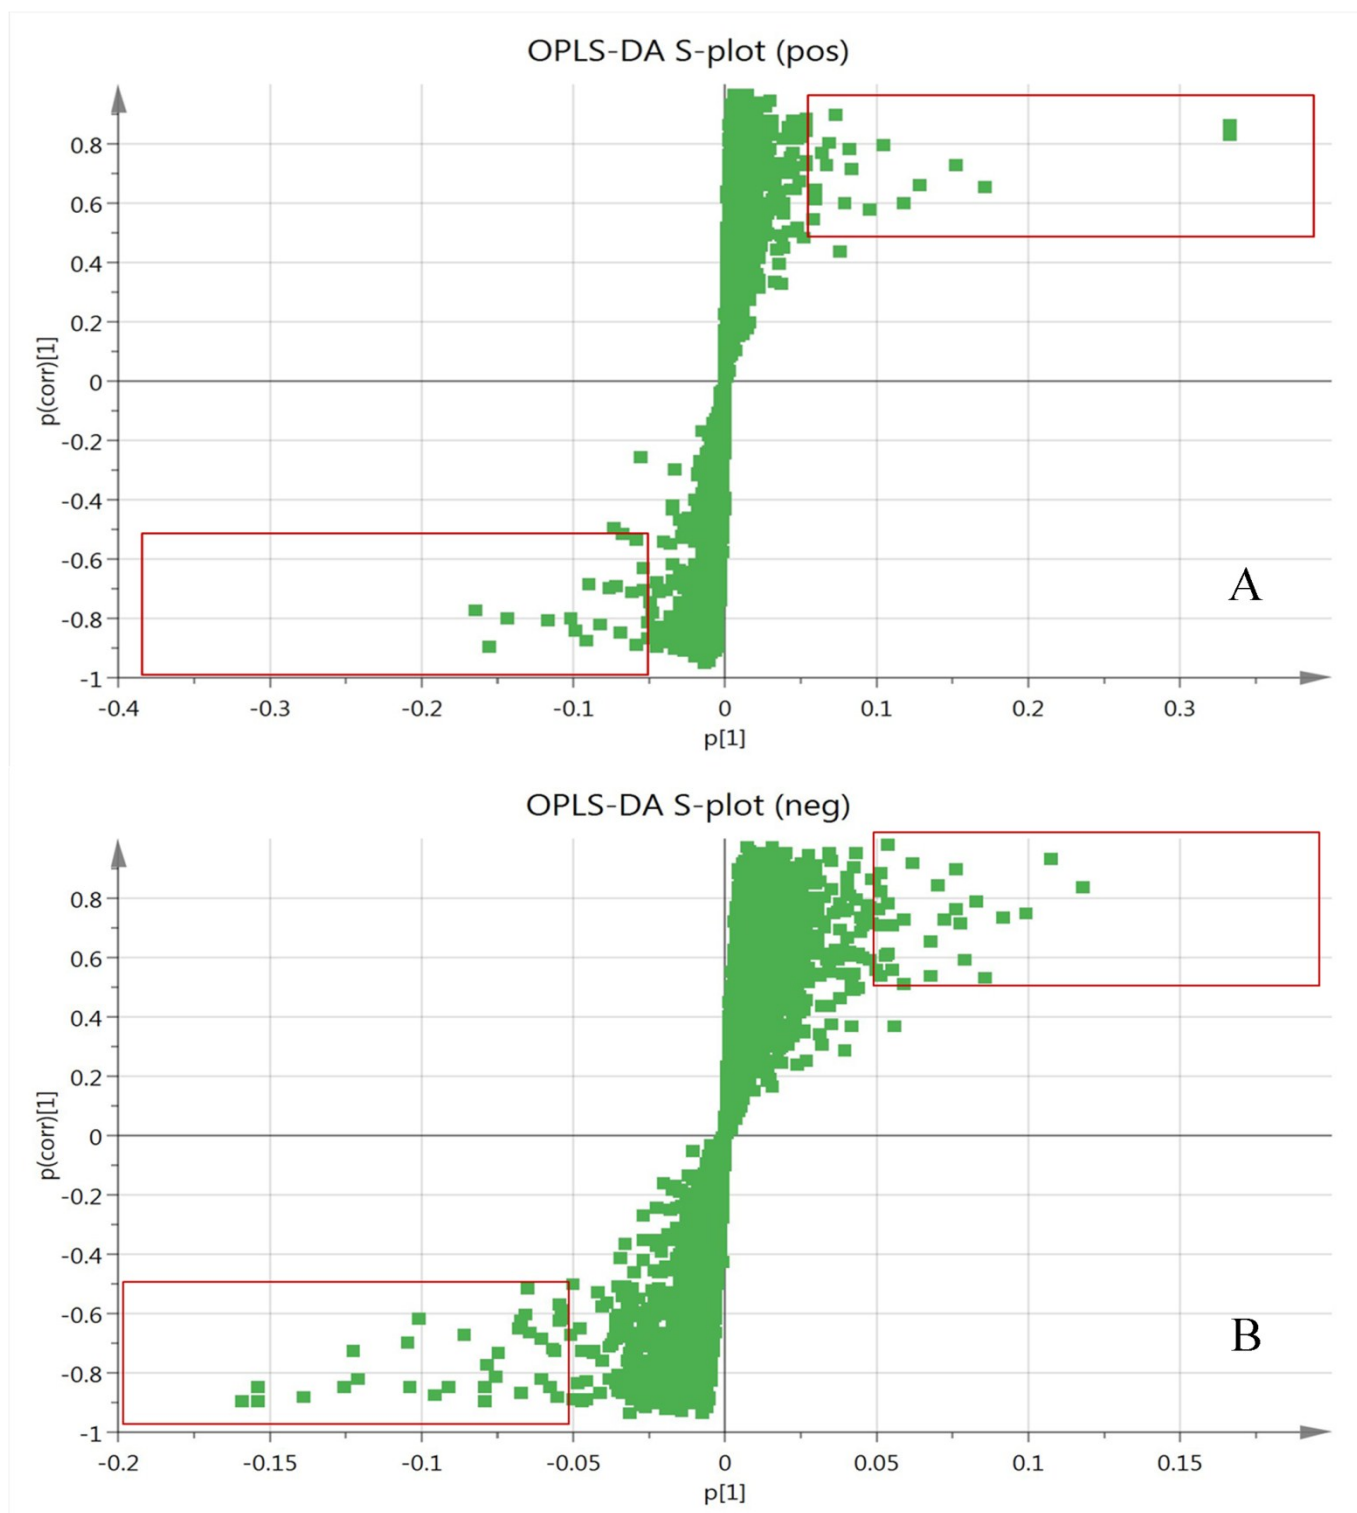 OPLS-DA S-plot (pos)
0.8
0.6
0.4
0.2
0
-0.2
-0.4
-0.6
-0.8
-1
p(corr)[1]
A
-0.4 -0.3 -0.2 -0.1 0 0.1 0.2 0.3
p[1]
OPLS-DA S-plot (neg)
0.8
0.6
0.4
0.2
0
-0.2
-0.4
-0.6
-0.8
-1
p(corr)[1]
B
-0.2 -0.15 -0.1 -0.05 0 0.05 0.1 0.15
p[1]